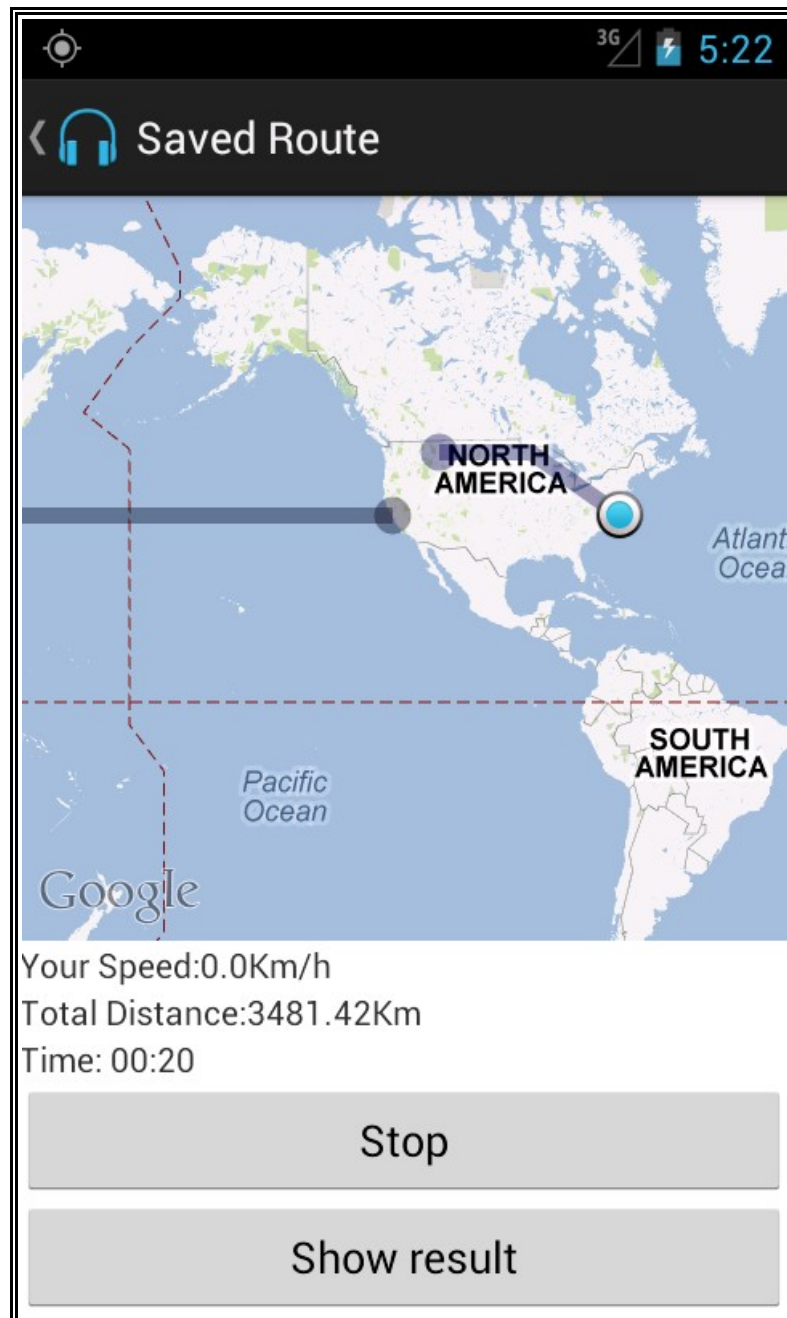 3G 5:22
Saved Route
NORTH
AMERICA
Atlant
Ocea
SOUTH
AMERICA
Pacific
Ocean
Google
Your Speed:0.0Km/h
Total Distance:3481.42Km
Time: 00:20
Stop
Show result